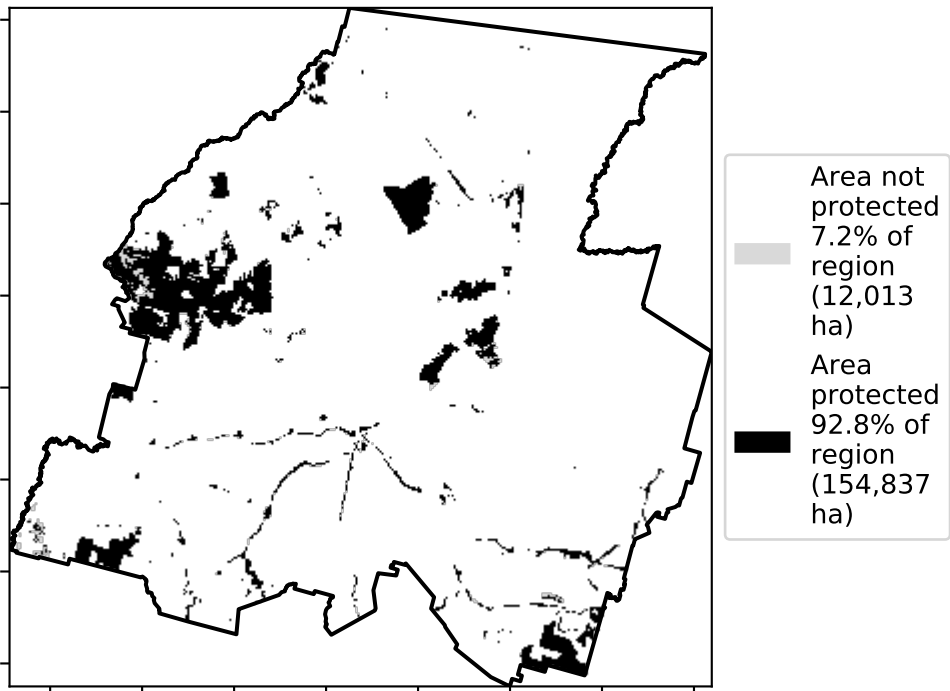 Area not
protected
7.2% of
region
(12,013
ha)
Area
protected
92.8% of
region
(154,837
ha)